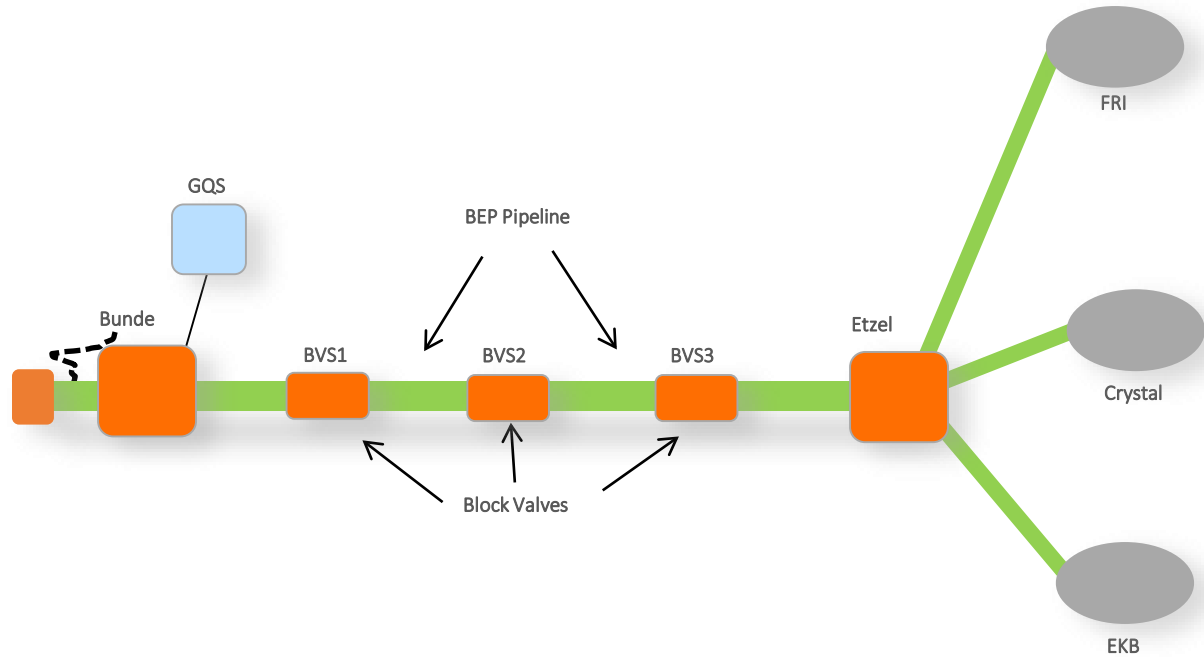 FRI
GQS
BEP Pipeline
Bunde
Etzel
BVS1
BVS2
BVS3
Crystal
Block Valves
EKB